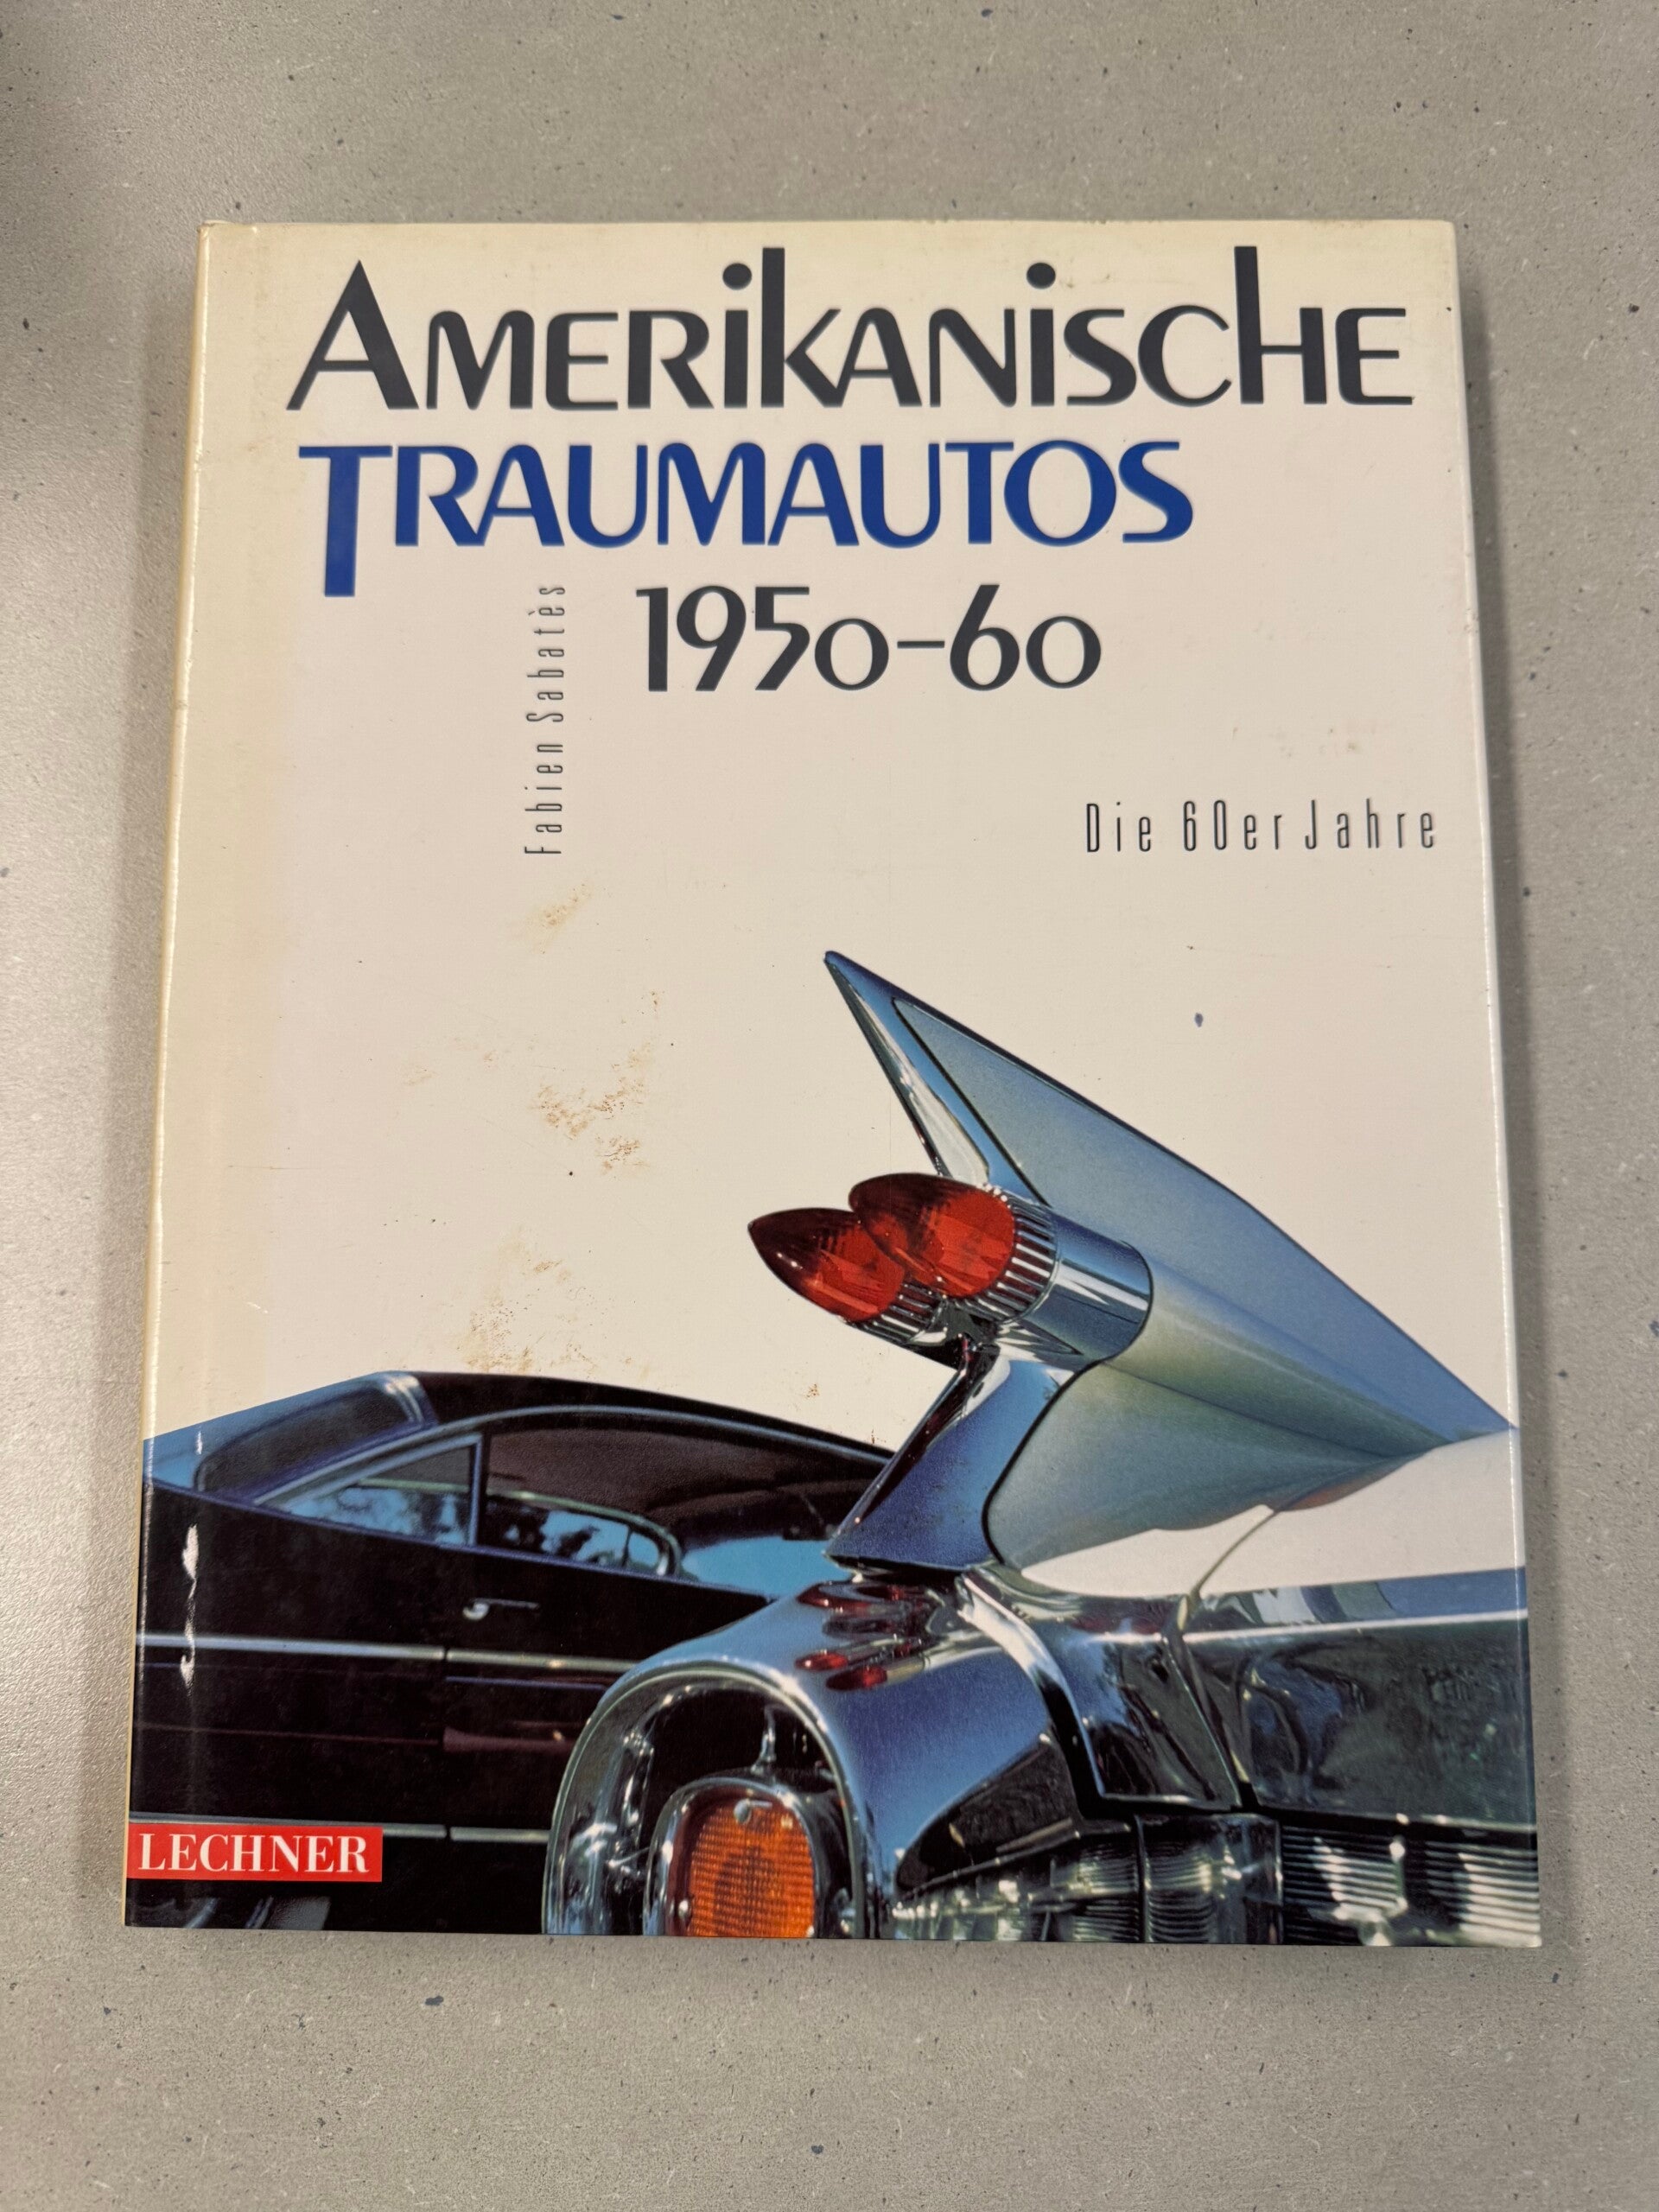 AMERIKANISCHE
TRAUMAUTOS
1950-60
Fabien Sabatès
Die 60er Jahre
LECHNER